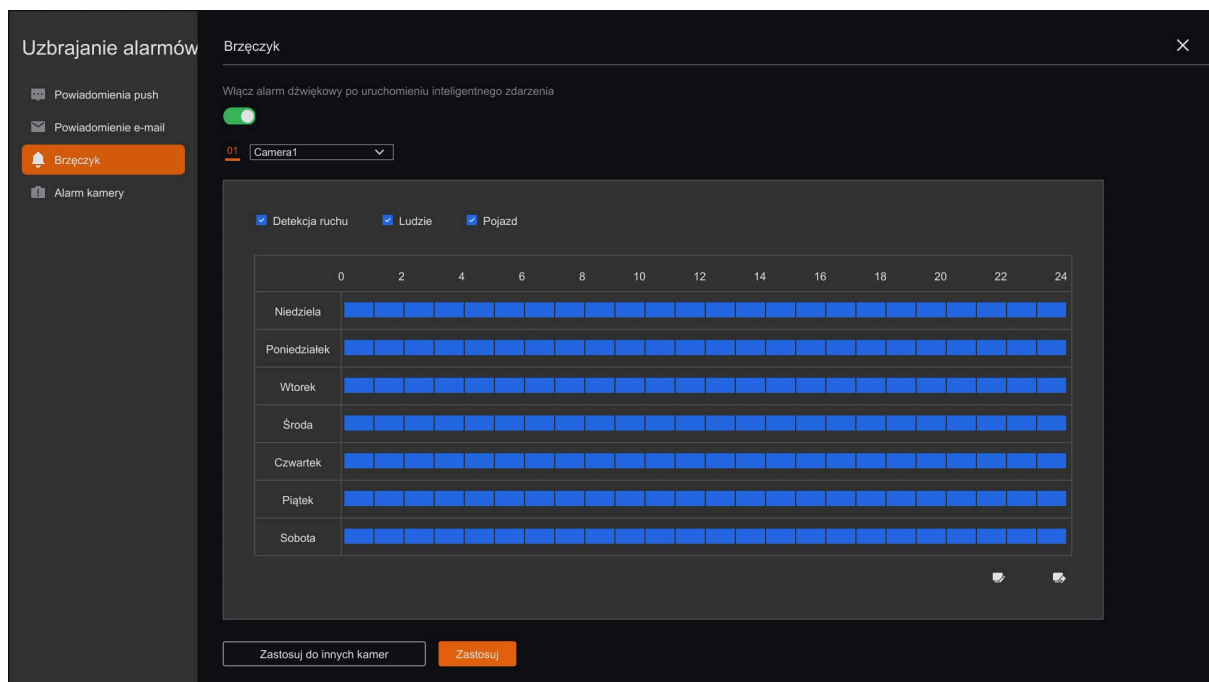 Uzbrajanie alarmów
Powiadomienia push
Powiadomienie e-mail
Brzęczyk
Alarm kamery
Brzęczyk
Włącz alarm dźwiękowy po uruchomieniu inteligentnego zdarzenia
01 Camera1
Detekcja ruchu Ludzie Pojazd
0 2 4 6 8 10 12 14 16 18 20 22 24
Niedziela
Poniedziałek
Wtorek
Środa
Czwartek
Piątek
Sobota
Zastosuj do innych kamer Zastosuj